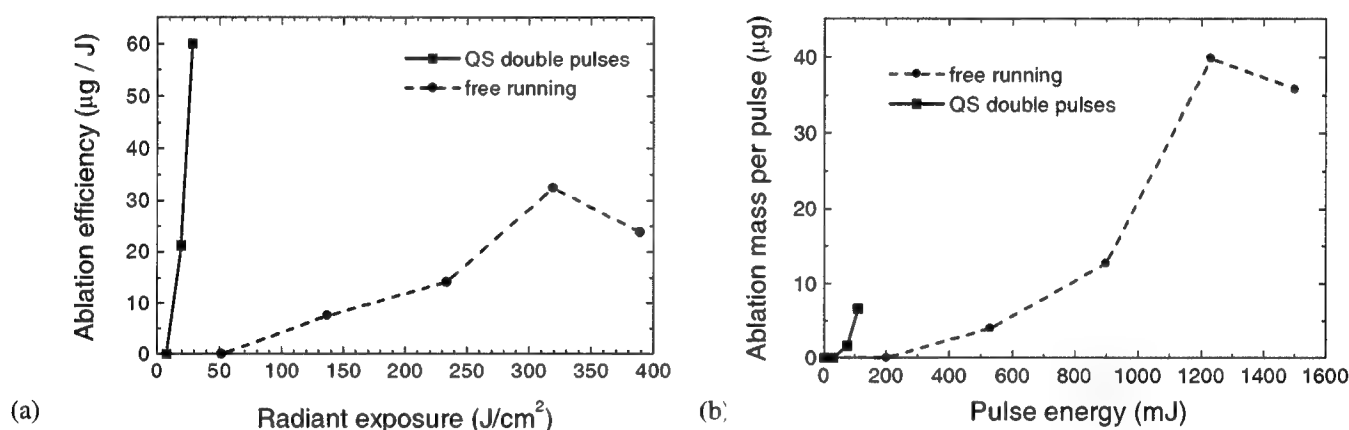 Ablation efficiency (µg / J)
60
50
40
30
20
10
0
QS double pulses
free running
0 50 100 150 200 250 300 350 400
Radiant exposure (J/cm²)
(a)
Ablation mass per pulse (µg)
40
30
20
10
0
free running
QS double pulses
0 200 400 600 800 1000 1200 1400 1600
Pulse energy (mJ)
(b)